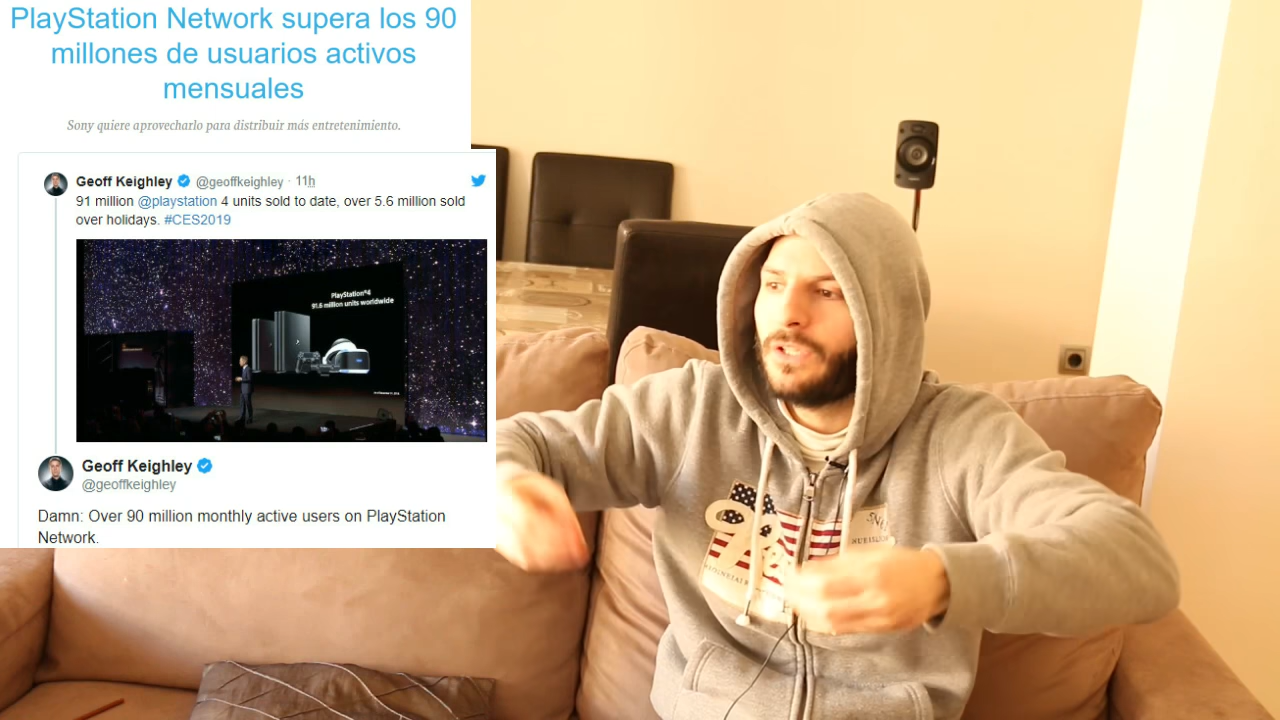 PlayStation Network supera los 90
millones de usuarios activos
mensuales
Sony quiere aprovecharlo para distribuir más entretenimiento.
Geoff Keighley @geoffkeighley · 11h
91 million @playstation 4 units sold to date, over 5.6 million sold
over holidays. #CES2019
PlayStation®4
91.6 million units worldwide
Geoff Keighley
@geoffkeighley
Damn: Over 90 million monthly active users on PlayStation
Network.